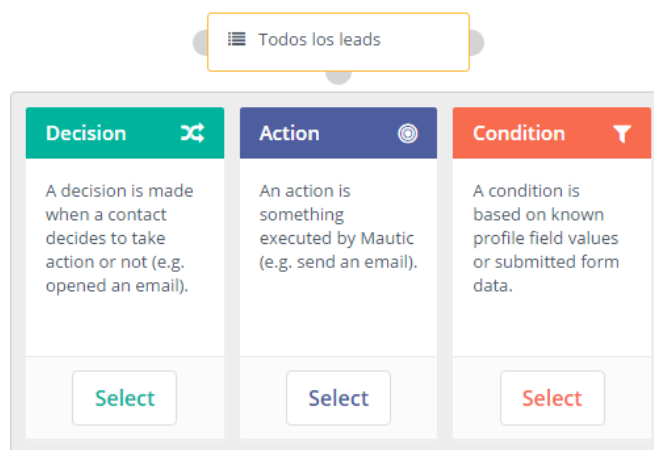 Todos los leads
Decision
A decision is made
when a contact
decides to take
action or not (e.g.
opened an email).
Select
Action
An action is
something
executed by Mautic
(e.g. send an email).
Select
Condition
A condition is
based on known
profile field values
or submitted form
data.
Select